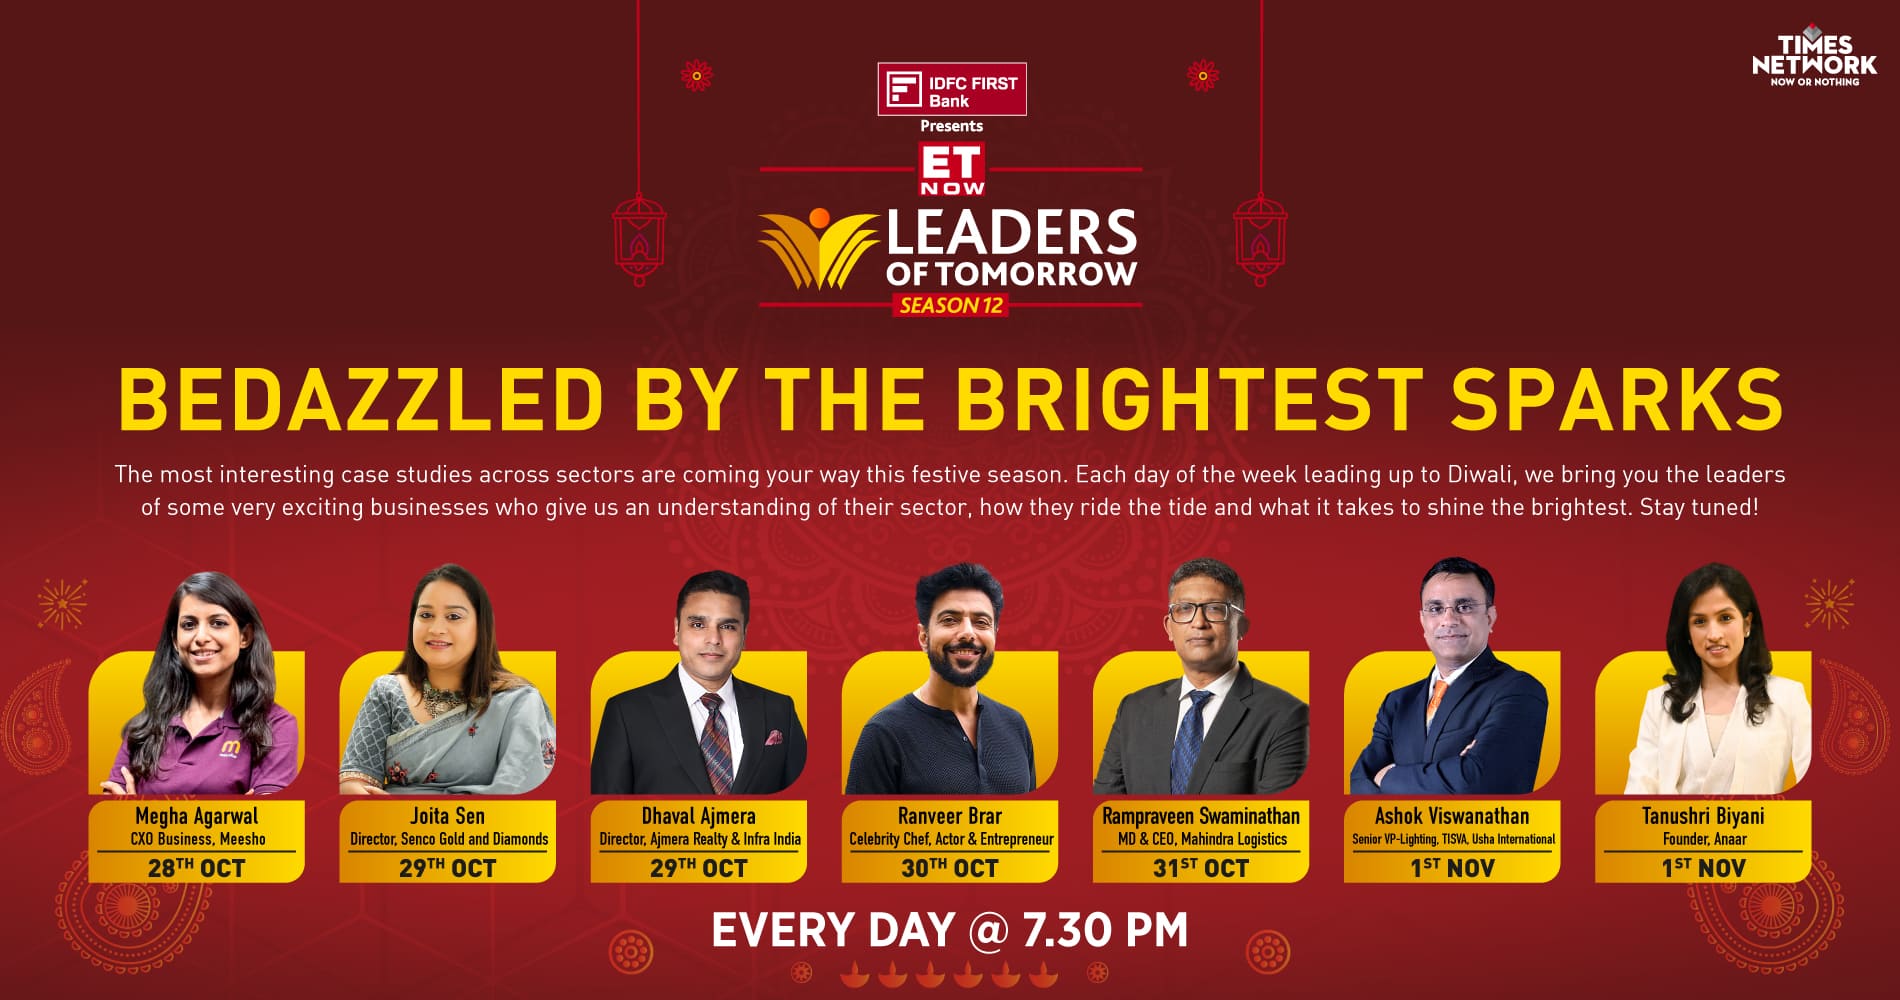 TIMES
NETWORK
NOW OR NOTHING
IDFC FIRST
Bank
Presents
ET
NOW
LEADERS
OF TOMORROW
SEASON 12
BEDAZZLED BY THE BRIGHTEST SPARKS
The most interesting case studies across sectors are coming your way this festive season. Each day of the week leading up to Diwali, we bring you the leaders
of some very exciting businesses who give us an understanding of their sector, how they ride the tide and what it takes to shine the brightest. Stay tuned!
m
Megha Agarwal
CXO Business, Meesho
28TH OCT
Joita Sen
Director, Senco Gold and Diamonds
29TH OCT
Dhaval Ajmera
Director, Ajmera Realty & Infra India
29TH OCT
Ranveer Brar
Celebrity Chef, Actor & Entrepreneur
30TH OCT
Rampraveen Swaminathan
MD & CEO, Mahindra Logistics
31ST OCT
Ashok Viswanathan
Senior VP-Lighting, TISVA, Usha International
1ST NOV
Tanushri Biyani
Founder, Anaar
1ST NOV
EVERY DAY @ 7.30 PM